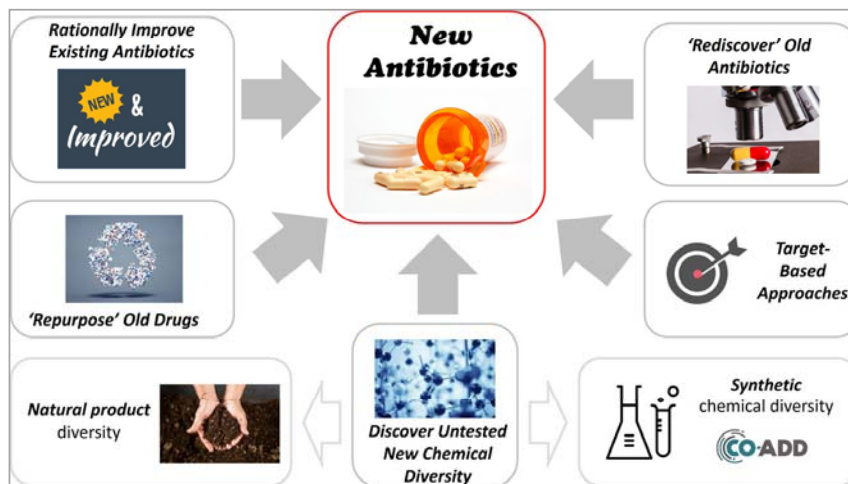 Rationally Improve
Existing Antibiotics
NEW
&
Improved
New
Antibiotics
'Rediscover' Old
Antibiotics
'Repurpose' Old Drugs
Target-
Based
Approaches
Natural product
diversity
Discover Untested
New Chemical
Diversity
Synthetic
chemical diversity
CO-ADD